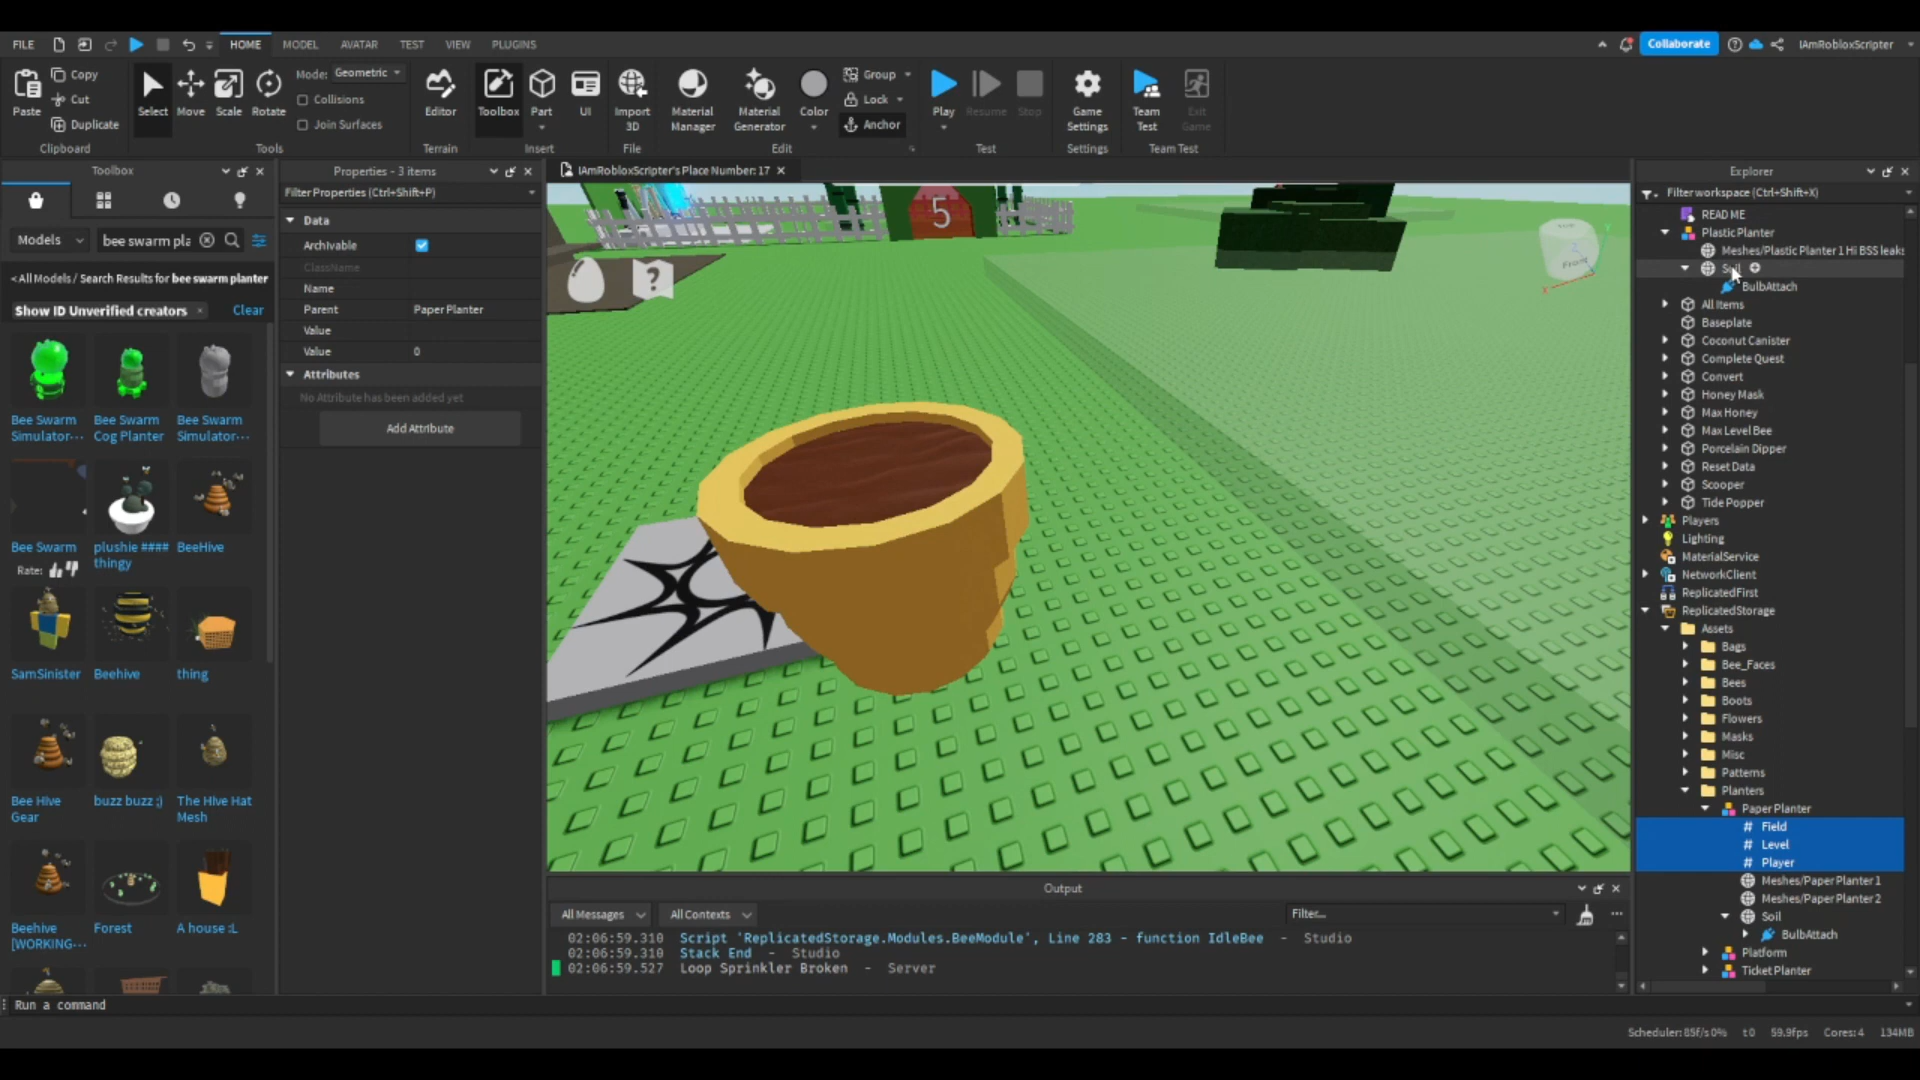 FILE HOME MODEL AVATAR TEST VIEW PLUGINS Collaborate IAmRobloxScripter
Paste Copy Cut Duplicate Clipboard
Select Move Scale Rotate Mode: Geometric Collisions Join Surfaces Tools
Editor Terrain
Toolbox Part UI Insert
Import 3D File
Material Manager Material Generator Color Group Lock Anchor Edit
Play Resume Stop Test
Game Settings Settings
Team Test Exit Game Team Test
Toolbox
Models bee swarm pla
< All Models / Search Results for bee swarm planter
Show ID Unverified creators × Clear
Bee Swarm Simulator··· Bee Swarm Cog Planter Bee Swarm Simulator···
Bee Swarm plushie #### thingy BeeHive
Rate:
SamSinister Beehive thing
Bee Hive Gear buzz buzz ;) The Hive Hat Mesh
Beehive [WORKING··· Forest A house :L
Properties - 3 items
Filter Properties (Ctrl+Shift+P)
Data
Archivable
ClassName
Name
Parent Paper Planter
Value
Value 0
Attributes
No Attribute has been added yet
Add Attribute
IAmRobloxScripter's Place Number: 17 ×
5
?
Front
X
Output
All Messages All Contexts Filter...
02:06:59.310 Script 'ReplicatedStorage.Modules.BeeModule', Line 283 - function IdleBee - Studio
02:06:59.310 Stack End - Studio
02:06:59.527 Loop Sprinkler Broken - Server
Explorer
Filter workspace (Ctrl+Shift+X)
READ ME
Plastic Planter
Meshes/Plastic Planter 1 Hi BSS leaks
BulbAttach
All Items
Baseplate
Coconut Canister
Complete Quest
Convert
Honey Mask
Max Honey
Max Level Bee
Porcelain Dipper
Reset Data
Scooper
Tide Popper
Players
Lighting
MaterialService
NetworkClient
ReplicatedFirst
ReplicatedStorage
Assets
Bags
Bee_Faces
Bees
Boots
Flowers
Masks
Misc
Patterns
Planters
Paper Planter
# Field
# Level
# Player
Meshes/Paper Planter 1
Meshes/Paper Planter 2
Soil
BulbAttach
Platform
Ticket Planter
Run a command
Scheduler: 85f/s 0% t 0 59.9fps Cores: 4 134MB